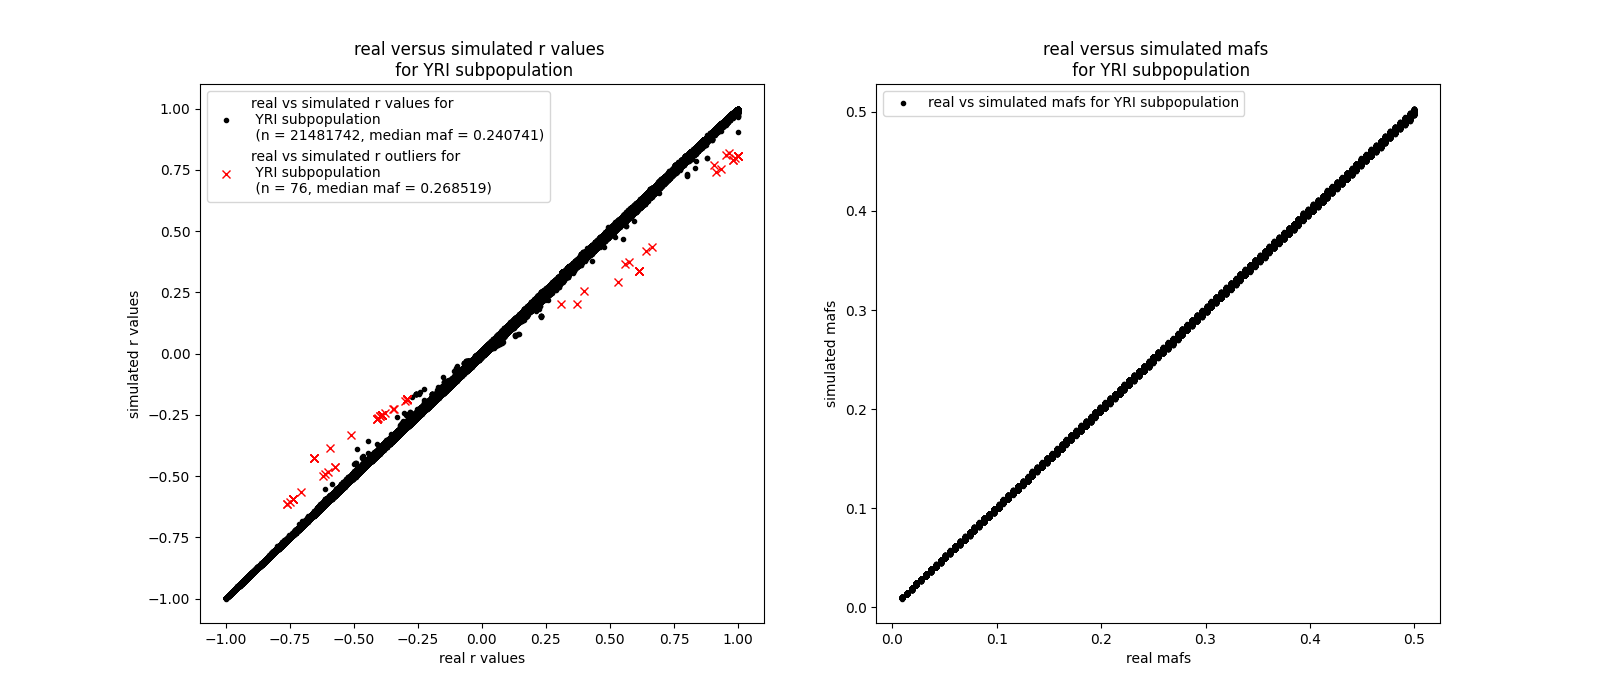 real versus simulated r values
for YRI subpopulation
real vs simulated r values for
YRI subpopulation
(n = 21481742, median maf = 0.240741)
real vs simulated r outliers for
YRI subpopulation
(n = 76, median maf = 0.268519)
1.00
0.75
0.50
0.25
0.00
−0.25
−0.50
−0.75
−1.00
simulated r values
−1.00 −0.75 −0.50 −0.25 0.00 0.25 0.50 0.75 1.00
real r values
real versus simulated mafs
for YRI subpopulation
real vs simulated mafs for YRI subpopulation
0.5
0.4
0.3
0.2
0.1
0.0
simulated mafs
0.0 0.1 0.2 0.3 0.4 0.5
real mafs